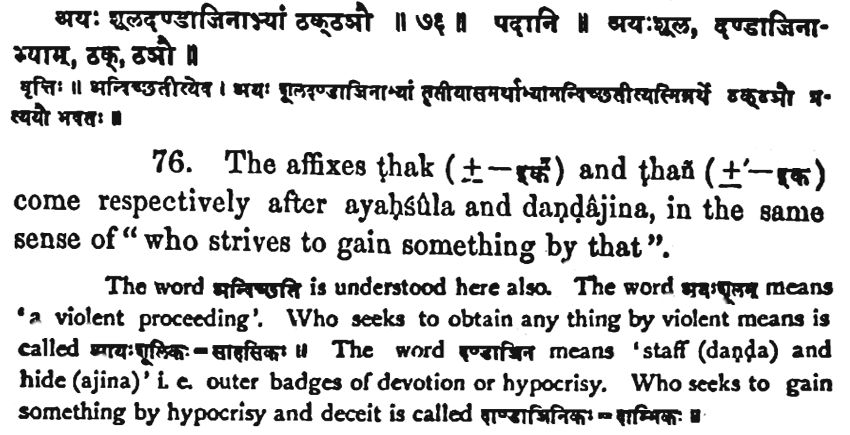 अयः शूलदण्डाजिनाभ्यां ठक्ठञौ ॥ ७६ ॥ पदानि ॥ अयःशूल, दण्डाजिना-
भ्याम्, ठक्, ठञौ ॥
वृत्तिः ॥ अन्विच्छतीत्येव । अयः शूलदण्डाजिनाभ्यां तृतीयासमर्थाभ्यामन्विच्छतीत्यस्मिन्नर्थे ठक्ठञौ प्र-
त्ययौ भवतः ॥
76. The affixes ṭhak (±—इकॕ) and ṭhañ (±′—इक)
come respectively after ayaḥśûla and daṇḍâjina, in the same
sense of “who strives to gain something by that”.
The word अन्विच्छति is understood here also. The word अयःशूलम् means
‘a violent proceeding’. Who seeks to obtain any thing by violent means is
called आयःशूलिकः = साहसिकः ॥ The word दण्डाजिन means ‘staff (daṇḍa) and
hide (ajina)’ i. e. outer badges of devotion or hypocrisy. Who seeks to gain
something by hypocrisy and deceit is called दाण्डाजिनिकः = दाम्भिकः ॥